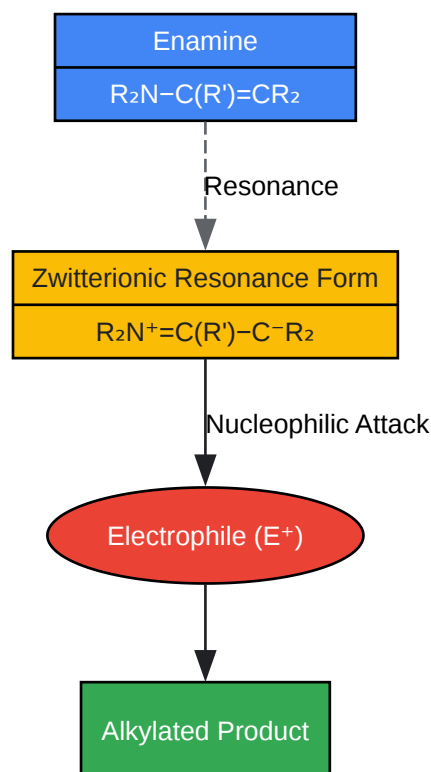 Enamine
R₂N−C(R')=CR₂
Resonance
Zwitterionic Resonance Form
R₂N⁺=C(R')−C⁻R₂
Nucleophilic Attack
Electrophile (E⁺)
Alkylated Product